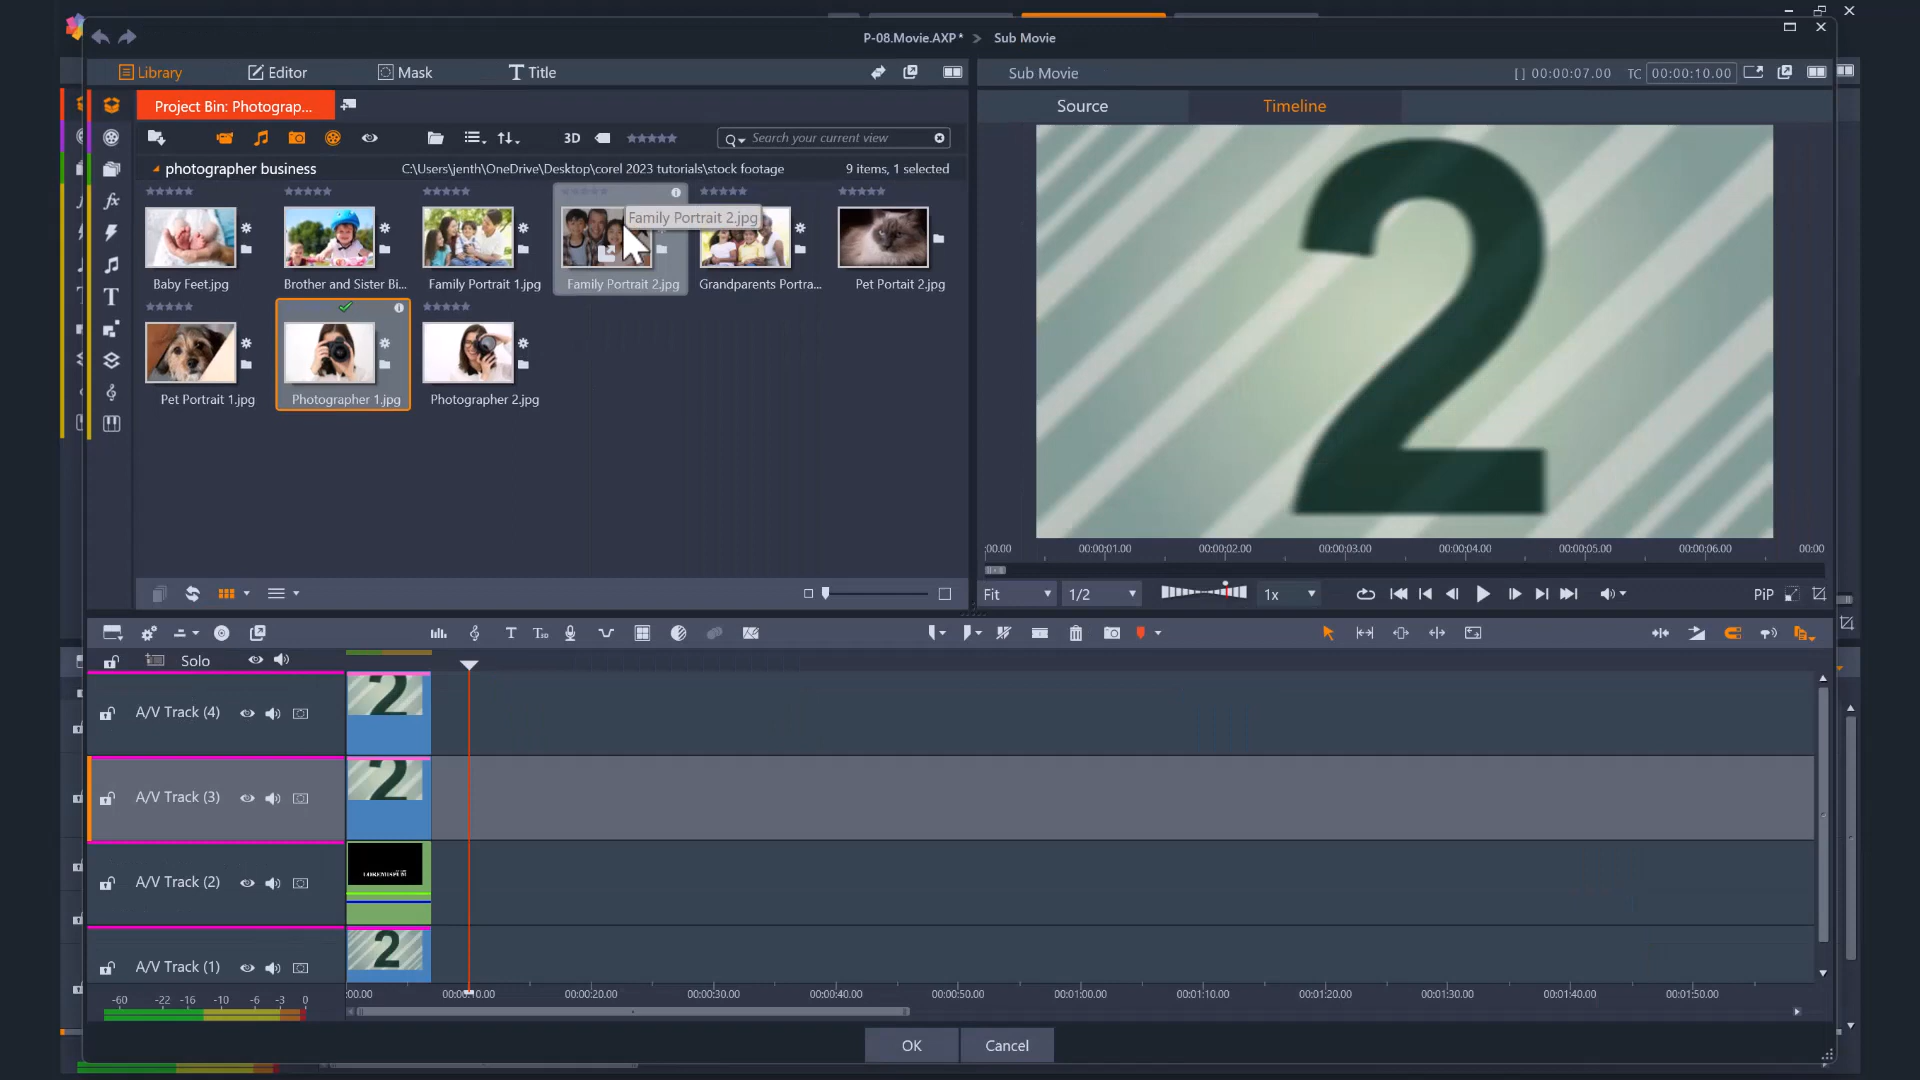 P-08.Movie.AXP* > Sub Movie
Library Editor Mask T Title
Sub Movie
[ ] 00:00:07.00 TC 00:00:10.00
Project Bin: Photograp...
Source Timeline
3D Search your current view
photographer business C:\Users\jenth\OneDrive\Desktop\corel 2023 tutorials\stock footage 9 items, 1 selected
Family Portrait 2.jpg
Baby Feet.jpg Brother and Sister Bi... Family Portrait 1.jpg Family Portrait 2.jpg Grandparents Portra... Pet Portait 2.jpg
Pet Portrait 1.jpg Photographer 1.jpg Photographer 2.jpg
2
:00.00 00:00:01.00 00:00:02.00 00:00:03.00 00:00:04.00 00:00:05.00 00:00:06.00 00:00
Fit 1/2 1x PiP
T T3D
Solo
A/V Track (4) 2
A/V Track (3) 2
A/V Track (2)
A/V Track (1) 2
-60 -22 -16 -10 -6 -3 0
:00.00 00:00:10.00 00:00:20.00 00:00:30.00 00:00:40.00 00:00:50.00 00:01:00.00 00:01:10.00 00:01:20.00 00:01:30.00 00:01:40.00 00:01:50.00
OK Cancel